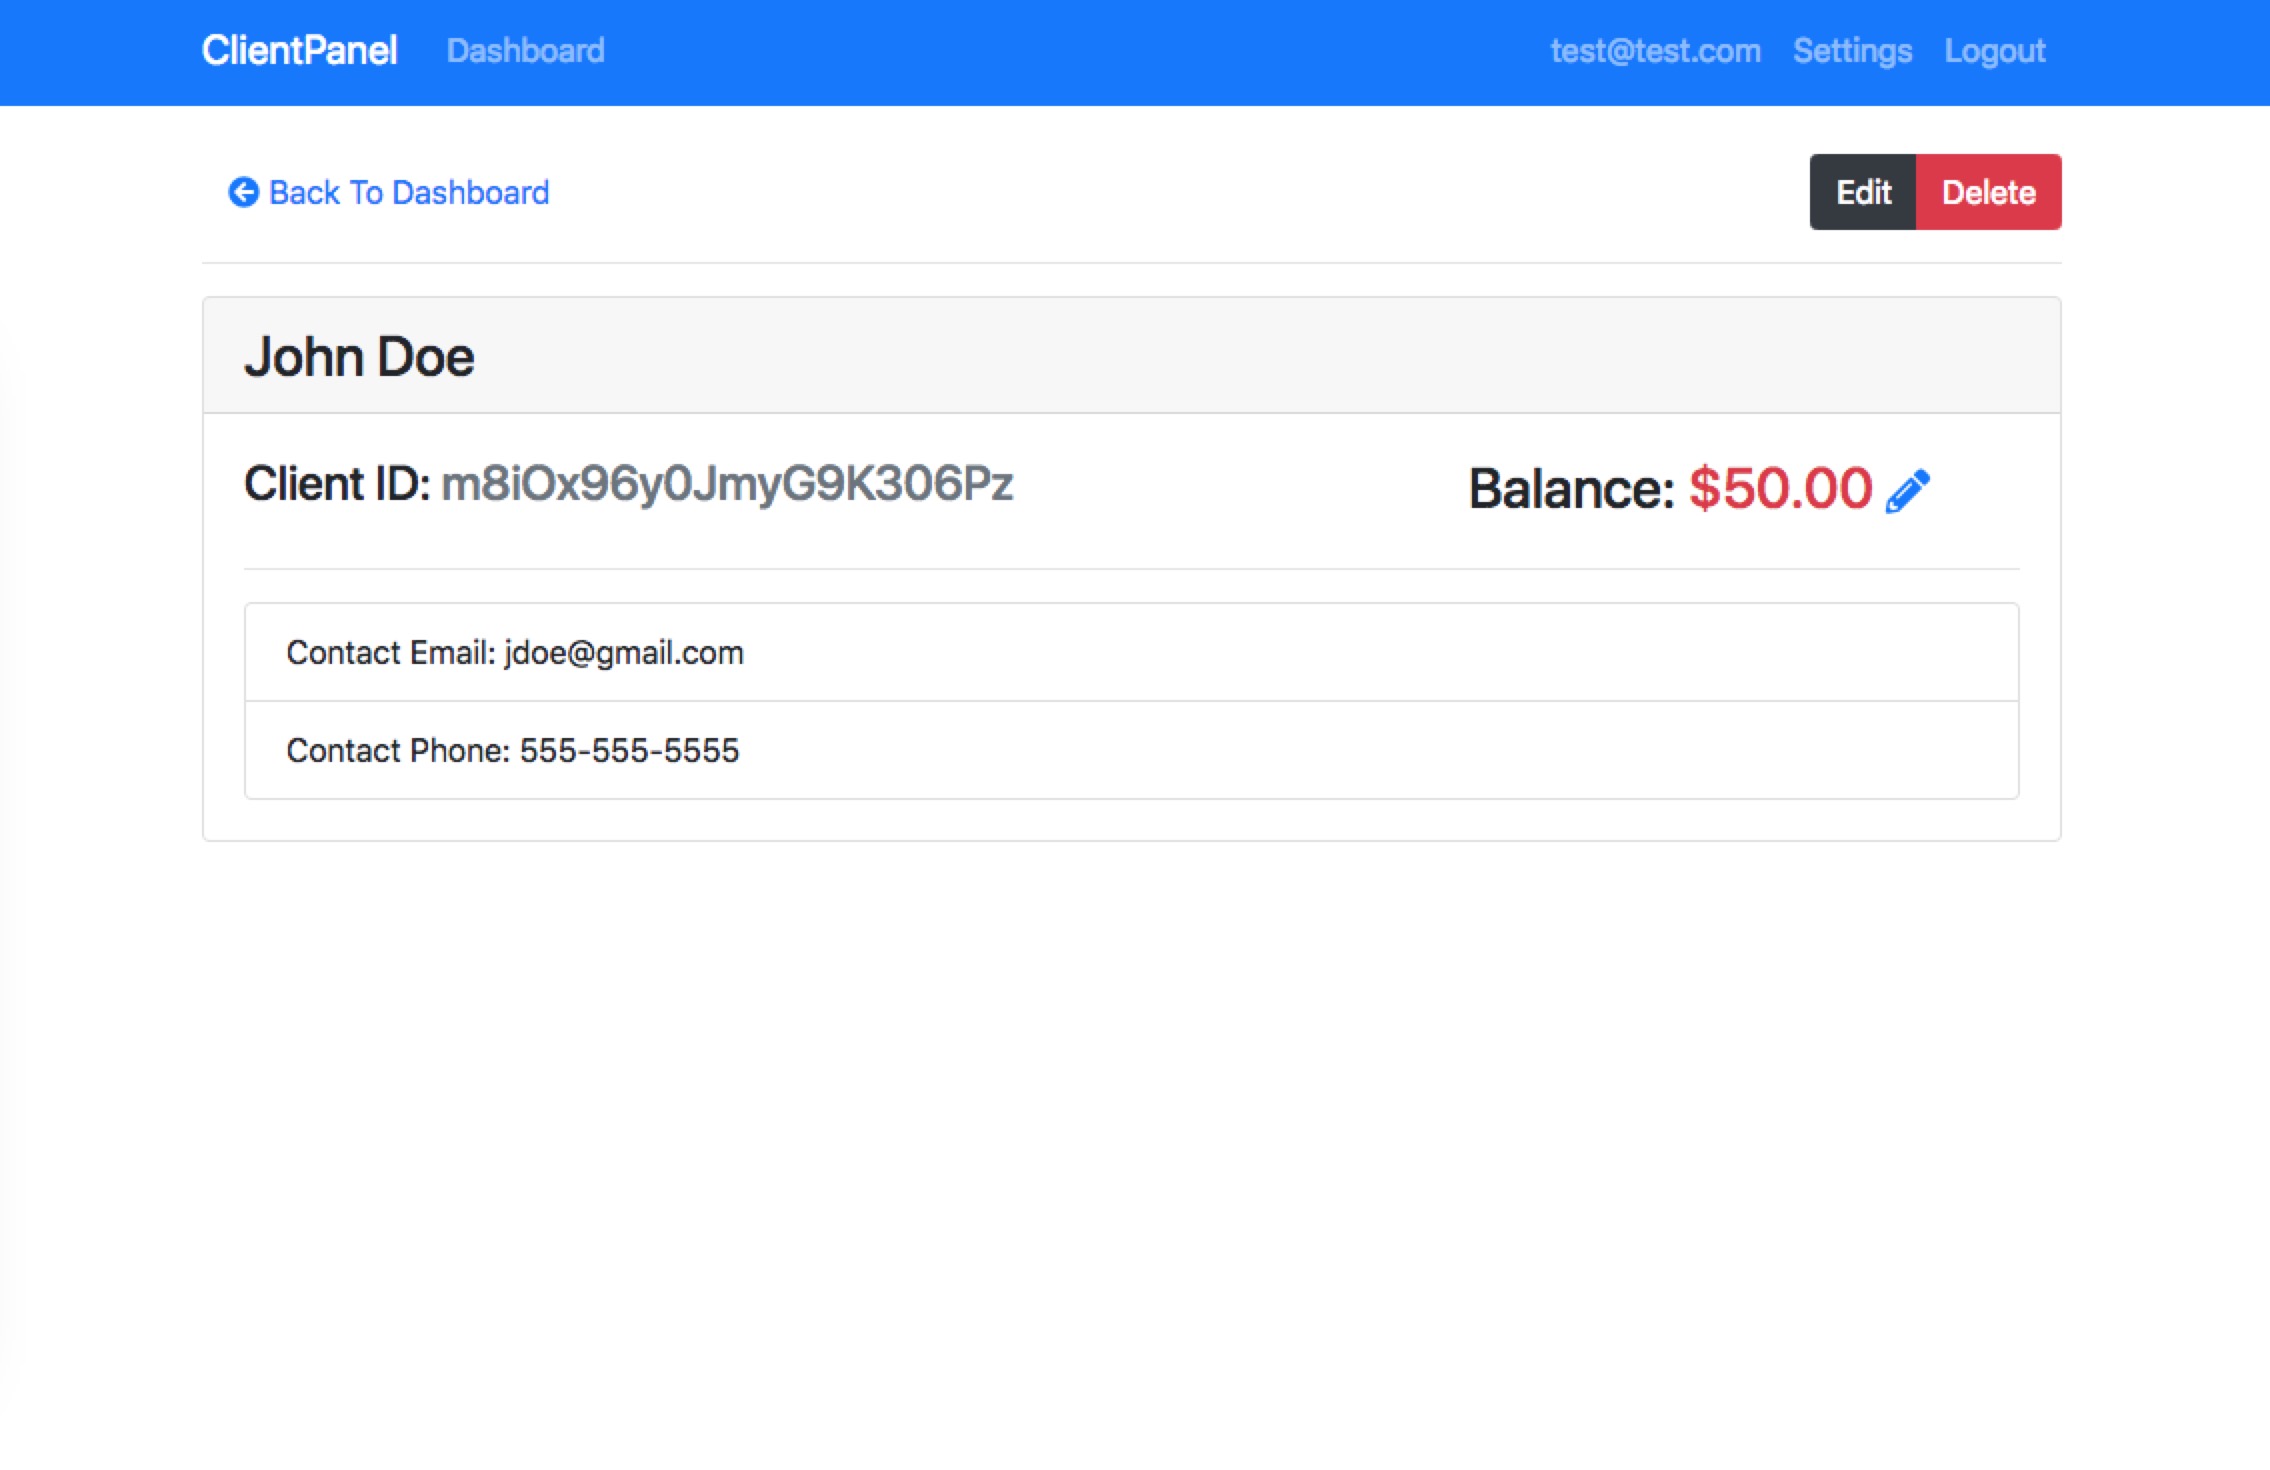 ClientPanel Dashboard test@test.com Settings Logout
Back To Dashboard Edit Delete
John Doe
Client ID: m8iOx96y0JmyG9K306Pz Balance: $50.00
Contact Email: jdoe@gmail.com
Contact Phone: 555-555-5555